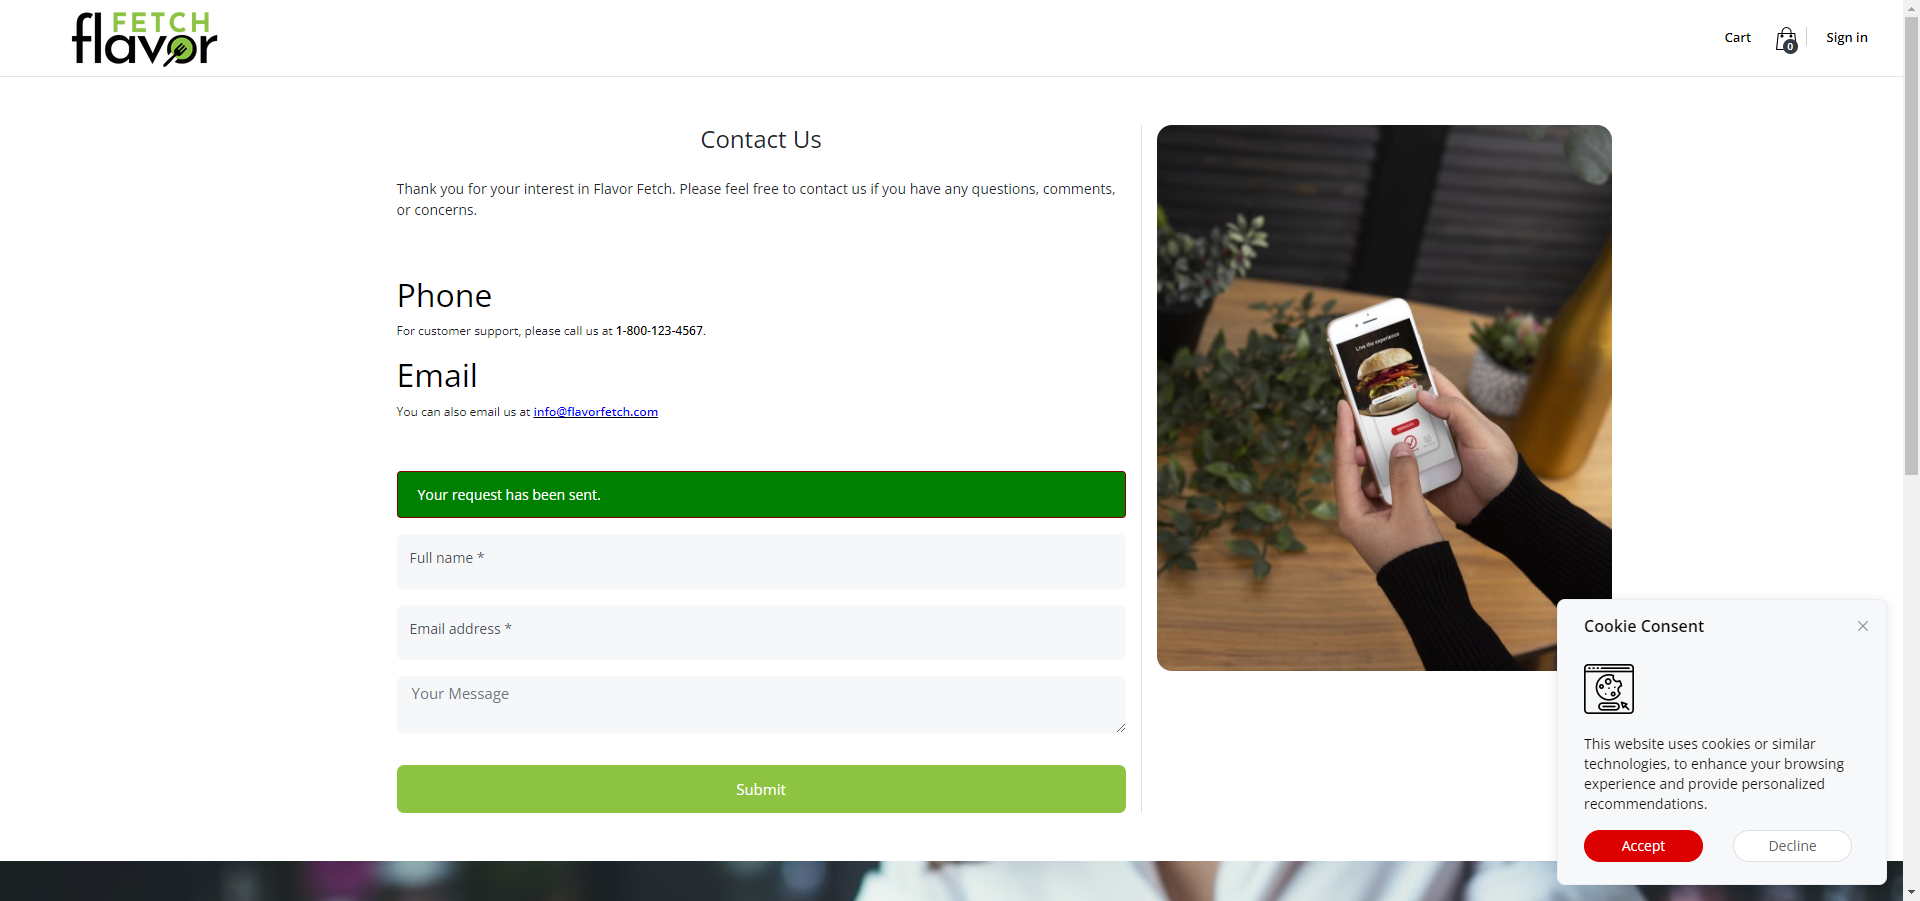 FETCH
flavor
Cart
0
Sign in
Contact Us
Thank you for your interest in Flavor Fetch. Please feel free to contact us if you have any questions, comments,
or concerns.
Phone
For customer support, please call us at 1-800-123-4567.
Email
You can also email us at info@flavorfetch.com
Your request has been sent.
Full name *
Email address *
Your Message
Submit
Live the experience
Cookie Consent
This website uses cookies or similar
technologies, to enhance your browsing
experience and provide personalized
recommendations.
Accept
Decline